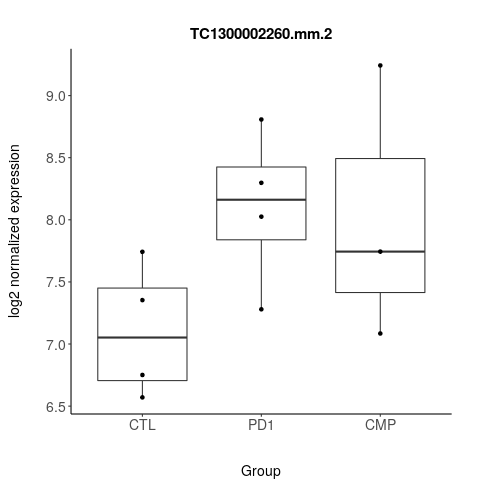 TC1300002260.mm.2
log2 normalized expression
9.0
8.5
8.0
7.5
7.0
6.5
CTL PD1 CMP
Group